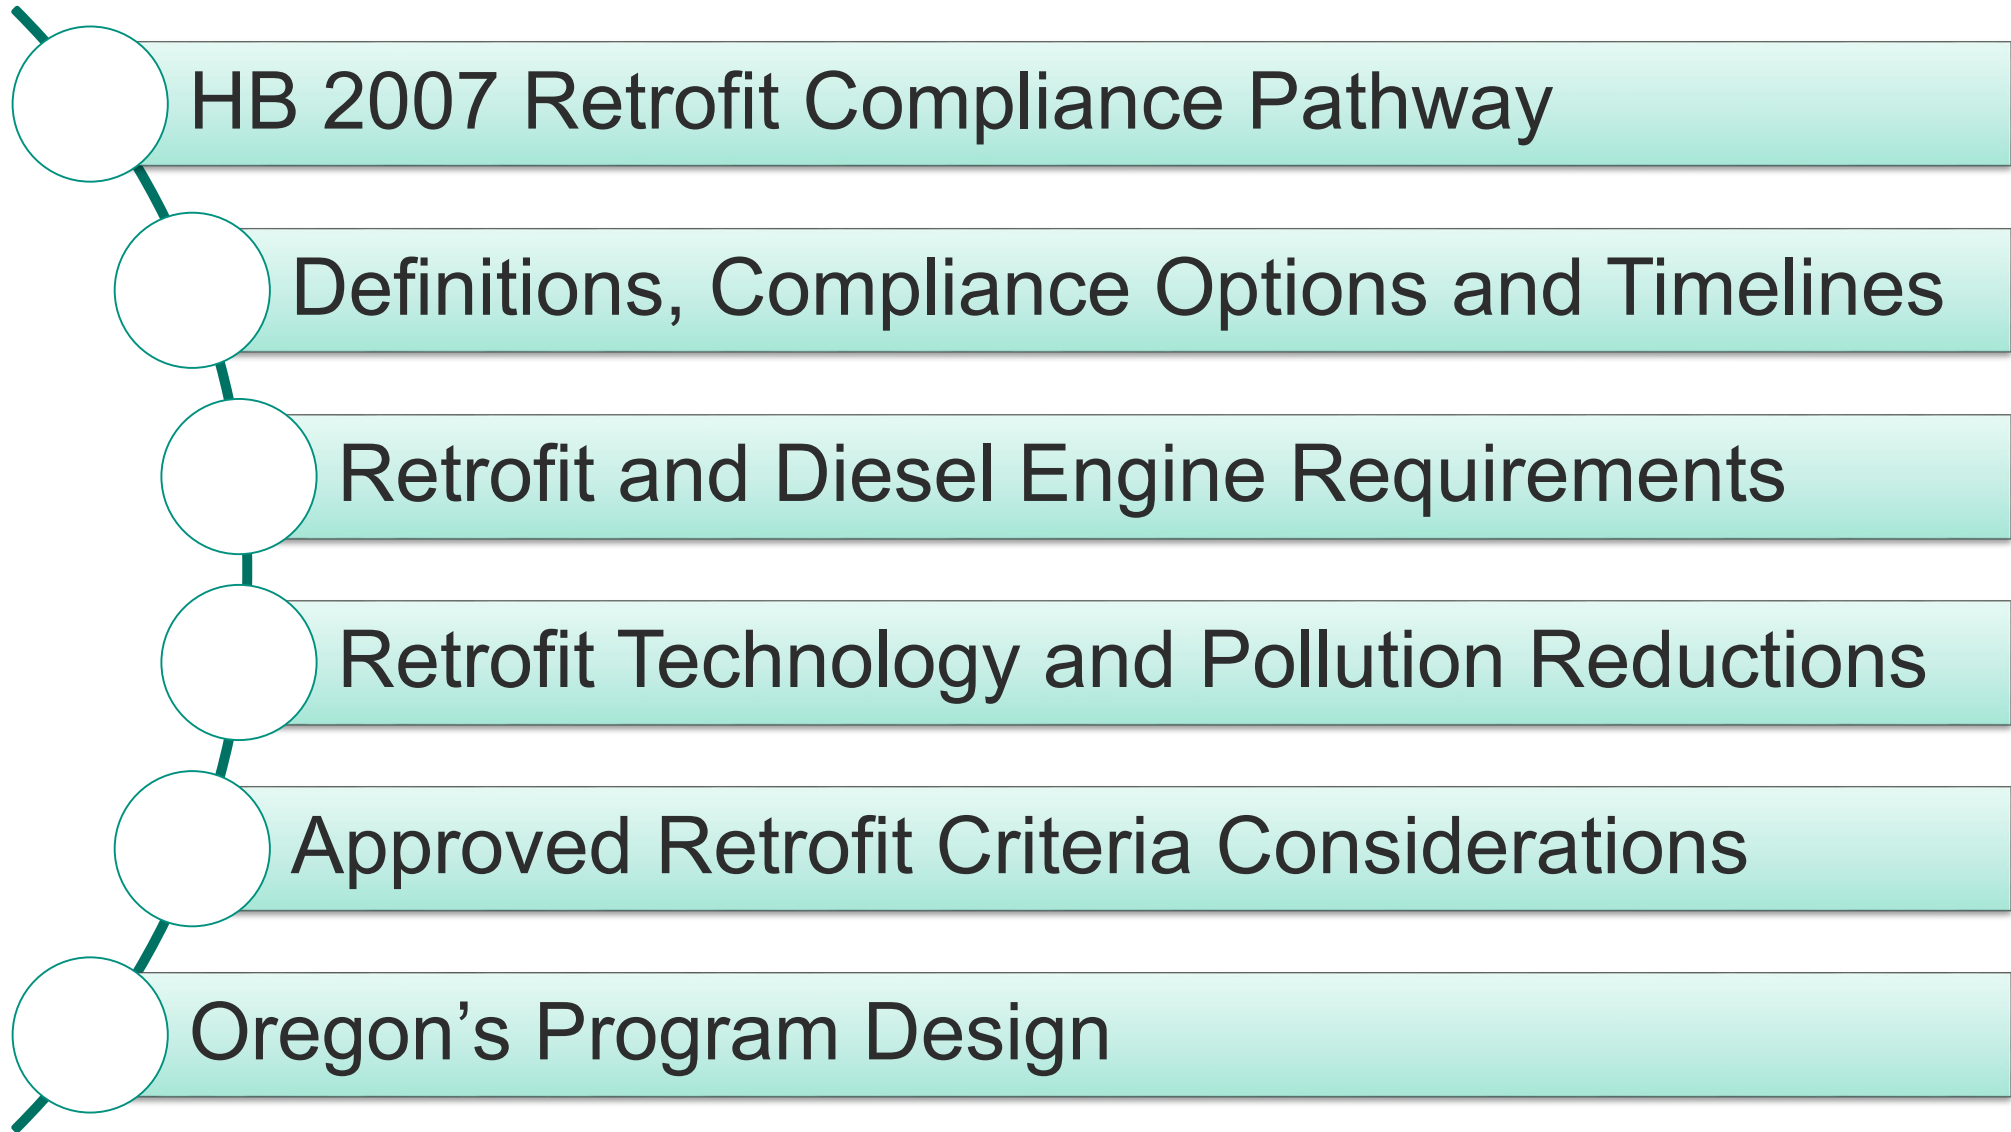 HB 2007 Retrofit Compliance Pathway
Definitions, Compliance Options and Timelines
Retrofit and Diesel Engine Requirements
Retrofit Technology and Pollution Reductions
Approved Retrofit Criteria Considerations
Oregon’s Program Design